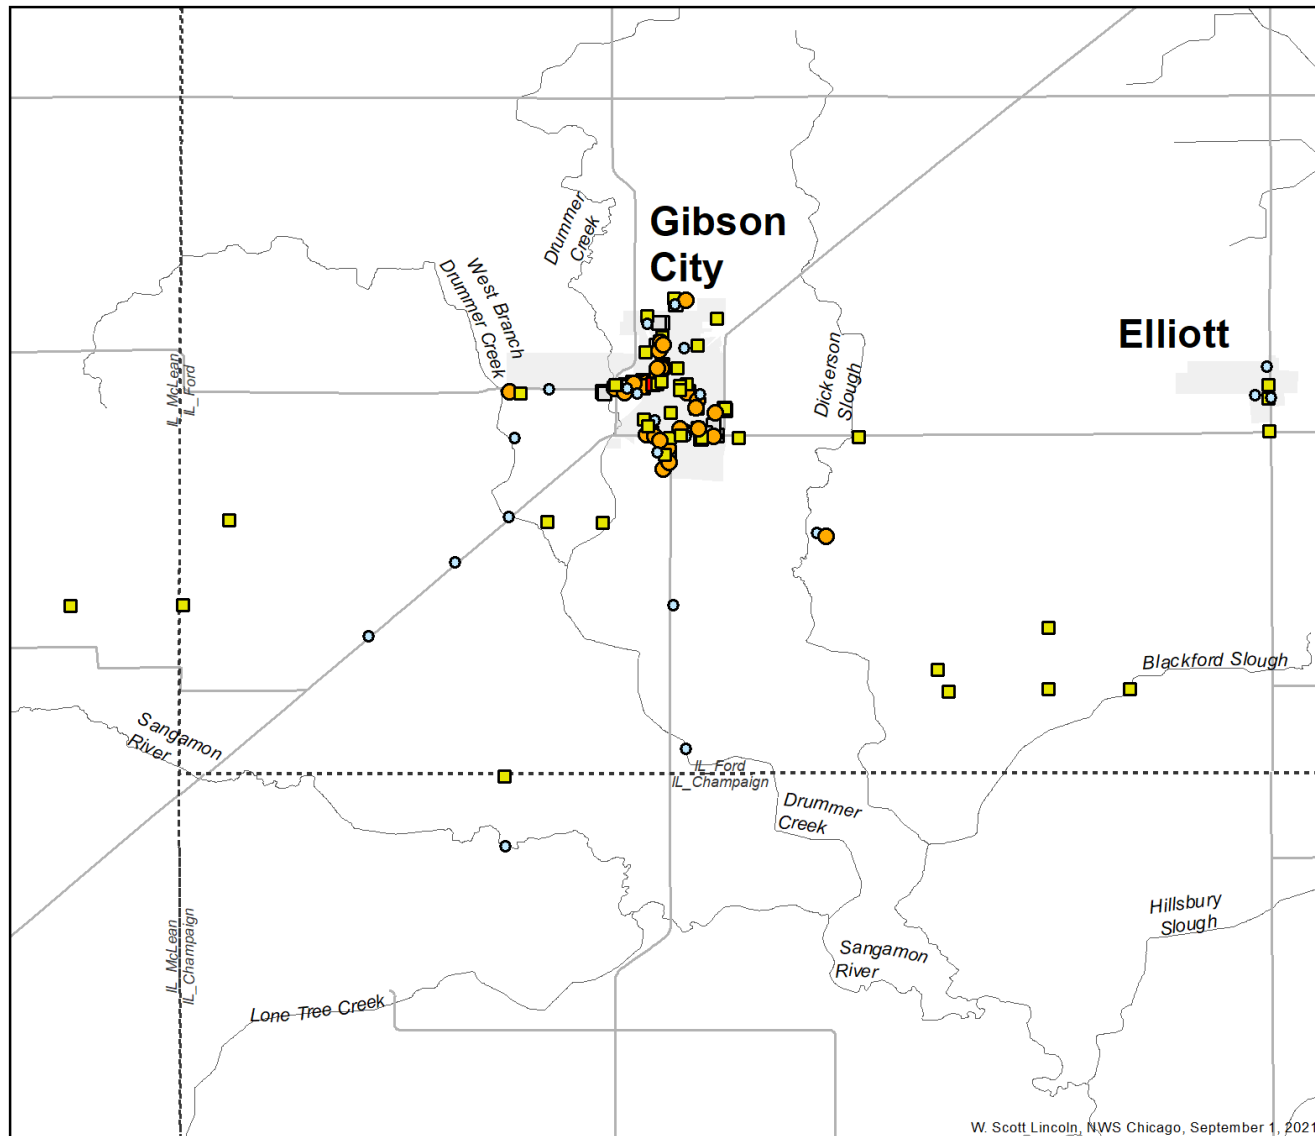 Drummer
Creek
Gibson
City
West Branch
Drummer Creek
Elliott
Dickerson
Slough
IL_McLean
IL_Ford
Blackford Slough
Sangamon
River
IL_Ford
IL_Champaign
Drummer
Creek
Hillsbury
Slough
IL_McLean
IL_Champaign
Sangamon
River
Lone Tree Creek
W. Scott Lincoln, NWS Chicago, September 1, 2021